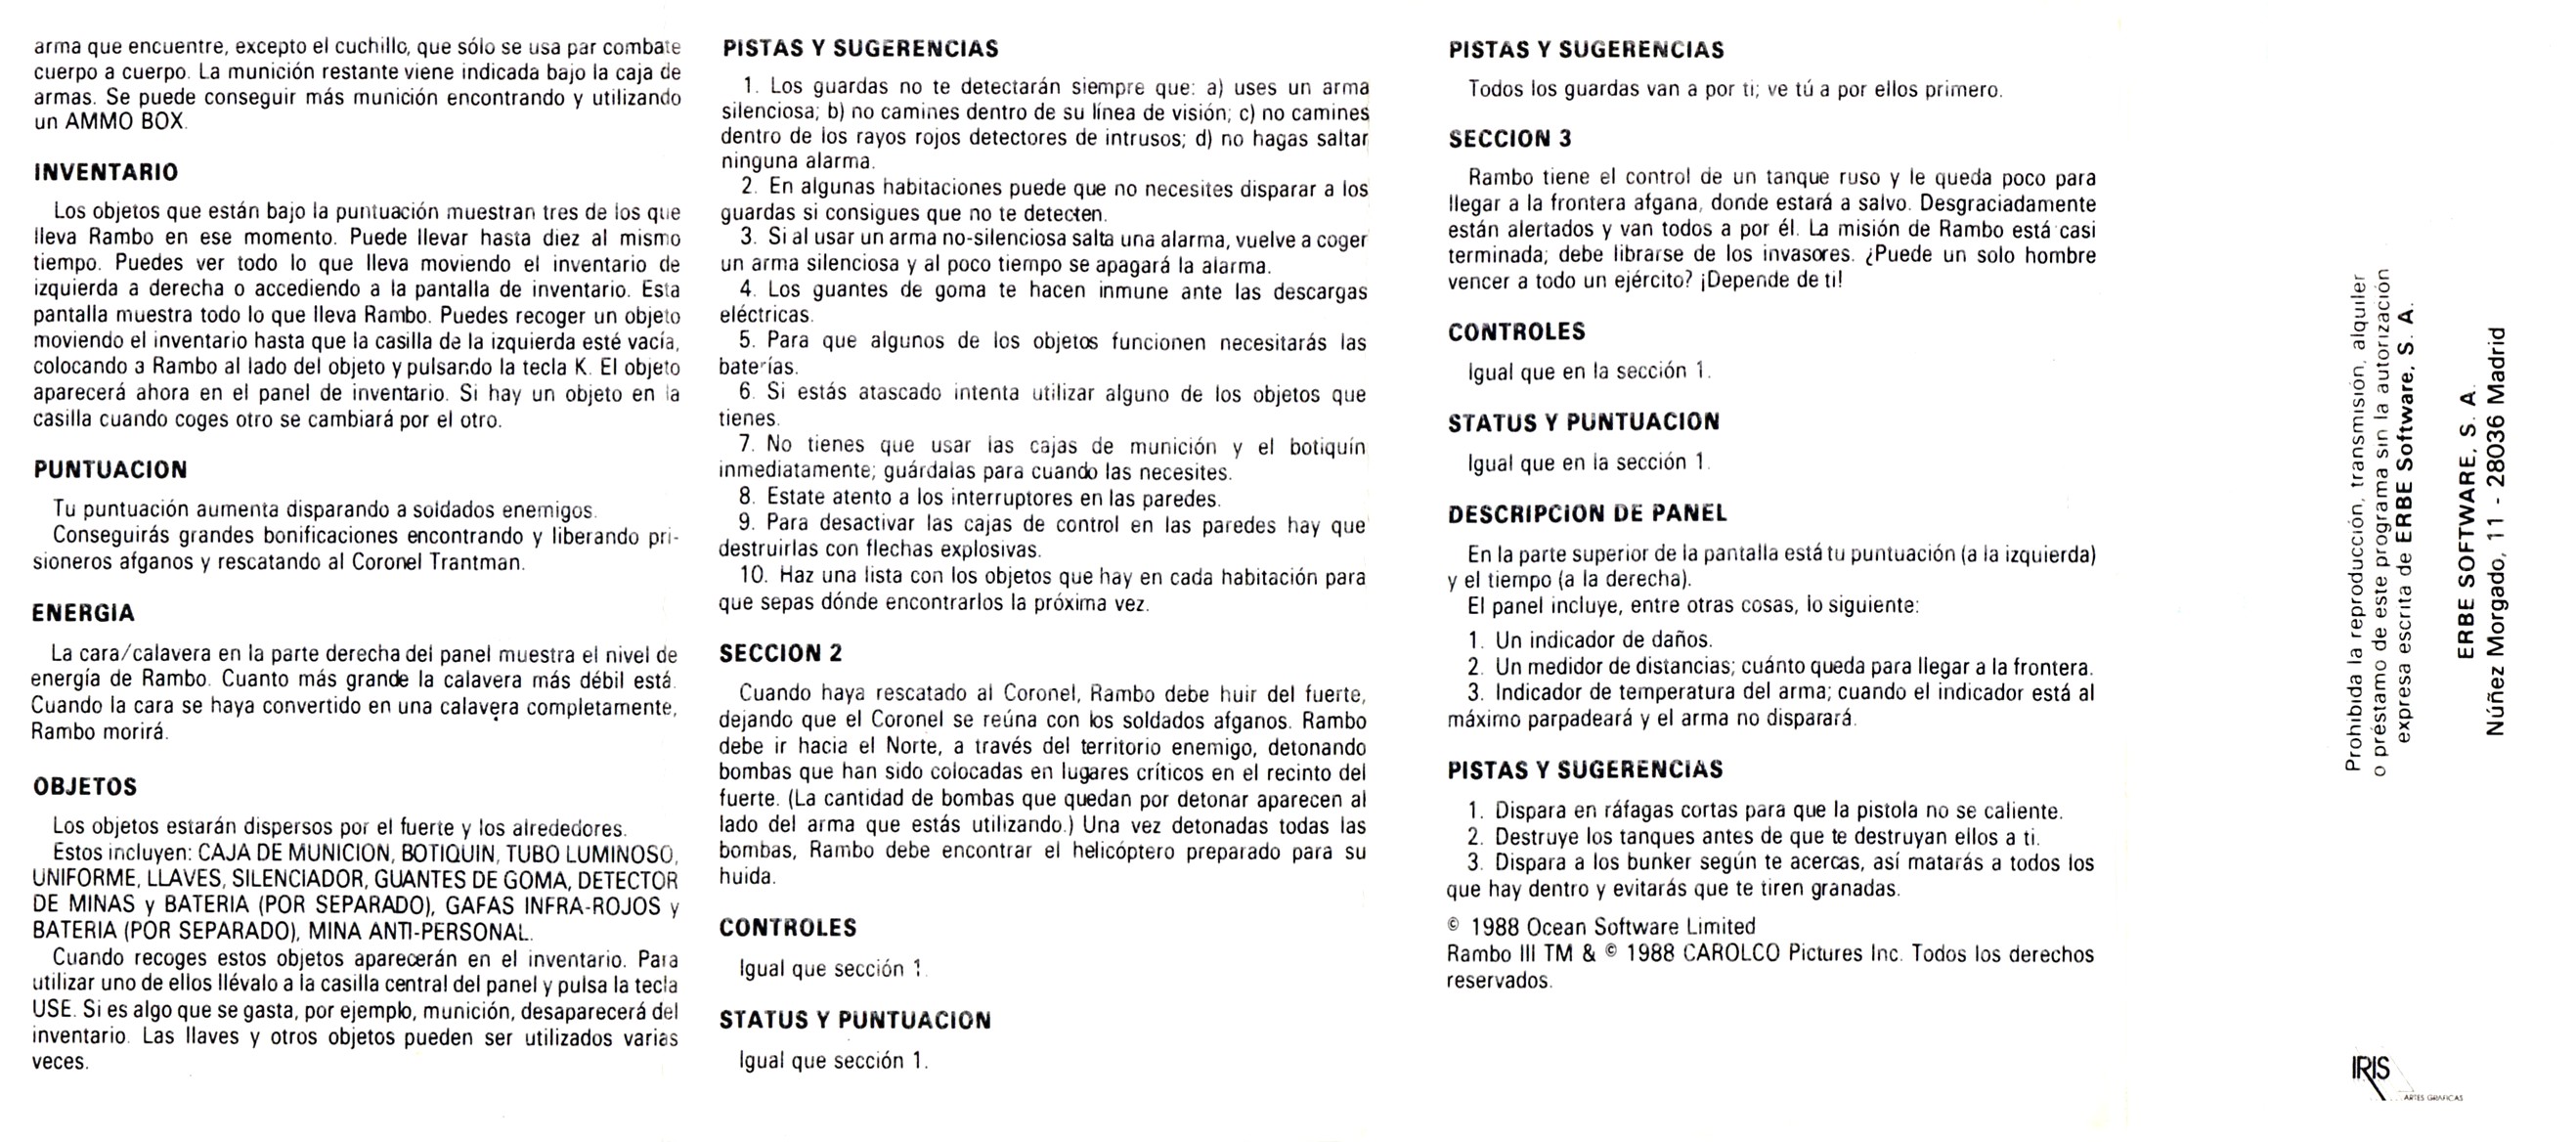 arma que encuentre, excepto el cuchillo, que sólo se usa par combate
cuerpo a cuerpo. La munición restante viene indicada bajo la caja de
armas. Se puede conseguir más munición encontrando y utilizando
un AMMO BOX.
INVENTARIO
Los objetos que están bajo la puntuación muestran tres de los que
lleva Rambo en ese momento. Puede llevar hasta diez al mismo
tiempo. Puedes ver todo lo que lleva moviendo el inventario de
izquierda a derecha o accediendo a la pantalla de inventario. Esta
pantalla muestra todo lo que lleva Rambo. Puedes recoger un objeto
moviendo el inventario hasta que la casilla de la izquierda esté vacía,
colocando a Rambo al lado del objeto y pulsando la tecla K. El objeto
aparecerá ahora en el panel de inventario. Si hay un objeto en la
casilla cuando coges otro se cambiará por el otro.
PUNTUACION
Tu puntuación aumenta disparando a soldados enemigos.
Conseguirás grandes bonificaciones encontrando y liberando pri-
sioneros afganos y rescatando al Coronel Trantman.
ENERGIA
La cara/calavera en la parte derecha del panel muestra el nivel de
energía de Rambo. Cuanto más grande la calavera más débil está.
Cuando la cara se haya convertido en una calavera completamente,
Rambo morirá.
OBJETOS
Los objetos estarán dispersos por el fuerte y los alrededores.
Estos incluyen: CAJA DE MUNICION, BOTIQUIN, TUBO LUMINOSO,
UNIFORME, LLAVES, SILENCIADOR, GUANTES DE GOMA, DETECTOR
DE MINAS y BATERIA (POR SEPARADO), GAFAS INFRA-ROJOS y
BATERIA (POR SEPARADO), MINA ANTI-PERSONAL.
Cuando recoges estos objetos aparecerán en el inventario. Para
utilizar uno de ellos llévalo a la casilla central del panel y pulsa la tecla
USE. Si es algo que se gasta, por ejemplo, munición, desaparecerá del
inventario. Las llaves y otros objetos pueden ser utilizados varias
veces.
PISTAS Y SUGERENCIAS
1. Los guardas no te detectarán siempre que: a) uses un arma
silenciosa; b) no camines dentro de su línea de visión; c) no camines
dentro de los rayos rojos detectores de intrusos; d) no hagas saltar
ninguna alarma.
2. En algunas habitaciones puede que no necesites disparar a los
guardas si consigues que no te detecten.
3. Si al usar un arma no-silenciosa salta una alarma, vuelve a coger
un arma silenciosa y al poco tiempo se apagará la alarma.
4. Los guantes de goma te hacen inmune ante las descargas
eléctricas.
5. Para que algunos de los objetos funcionen necesitarás las
baterías.
6. Si estás atascado intenta utilizar alguno de los objetos que
tienes.
7. No tienes que usar las cajas de munición y el botiquín
inmediatamente; guárdalas para cuando las necesites.
8. Estate atento a los interruptores en las paredes.
9. Para desactivar las cajas de control en las paredes hay que
destruirlas con flechas explosivas.
10. Haz una lista con los objetos que hay en cada habitación para
que sepas dónde encontrarlos la próxima vez.
SECCION 2
Cuando haya rescatado al Coronel, Rambo debe huir del fuerte,
dejando que el Coronel se reúna con los soldados afganos. Rambo
debe ir hacia el Norte, a través del territorio enemigo, detonando
bombas que han sido colocadas en lugares críticos en el recinto del
fuerte. (La cantidad de bombas que quedan por detonar aparecen al
lado del arma que estás utilizando.) Una vez detonadas todas las
bombas, Rambo debe encontrar el helicóptero preparado para su
huida.
CONTROLES
Igual que sección 1.
STATUS Y PUNTUACION
Igual que sección 1.
PISTAS Y SUGERENCIAS
Todos los guardas van a por ti; ve tú a por ellos primero.
SECCION 3
Rambo tiene el control de un tanque ruso y le queda poco para
llegar a la frontera afgana, donde estará a salvo. Desgraciadamente
están alertados y van todos a por él. La misión de Rambo está casi
terminada; debe librarse de los invasores. ¿Puede un solo hombre
vencer a todo un ejército? ¡Depende de ti!
CONTROLES
Igual que en la sección 1.
STATUS Y PUNTUACION
Igual que en la sección 1.
DESCRIPCION DE PANEL
En la parte superior de la pantalla está tu puntuación (a la izquierda)
y el tiempo (a la derecha).
El panel incluye, entre otras cosas, lo siguiente:
1. Un indicador de daños.
2. Un medidor de distancias; cuánto queda para llegar a la frontera.
3. Indicador de temperatura del arma; cuando el indicador está al
máximo parpadeará y el arma no disparará.
PISTAS Y SUGERENCIAS
1. Dispara en ráfagas cortas para que la pistola no se caliente.
2. Destruye los tanques antes de que te destruyan ellos a ti.
3. Dispara a los bunker según te acercas, así matarás a todos los
que hay dentro y evitarás que te tiren granadas.
© 1988 Ocean Software Limited
Rambo III TM & © 1988 CAROLCO Pictures Inc. Todos los derechos
reservados.
Prohibida la reproducción, transmisión, alquiler
o préstamo de este programa sin la autorización
expresa escrita de ERBE Software, S. A.
ERBE SOFTWARE, S. A.
Núñez Morgado, 11 - 28036 Madrid
IRIS
ARTES GRAFICAS